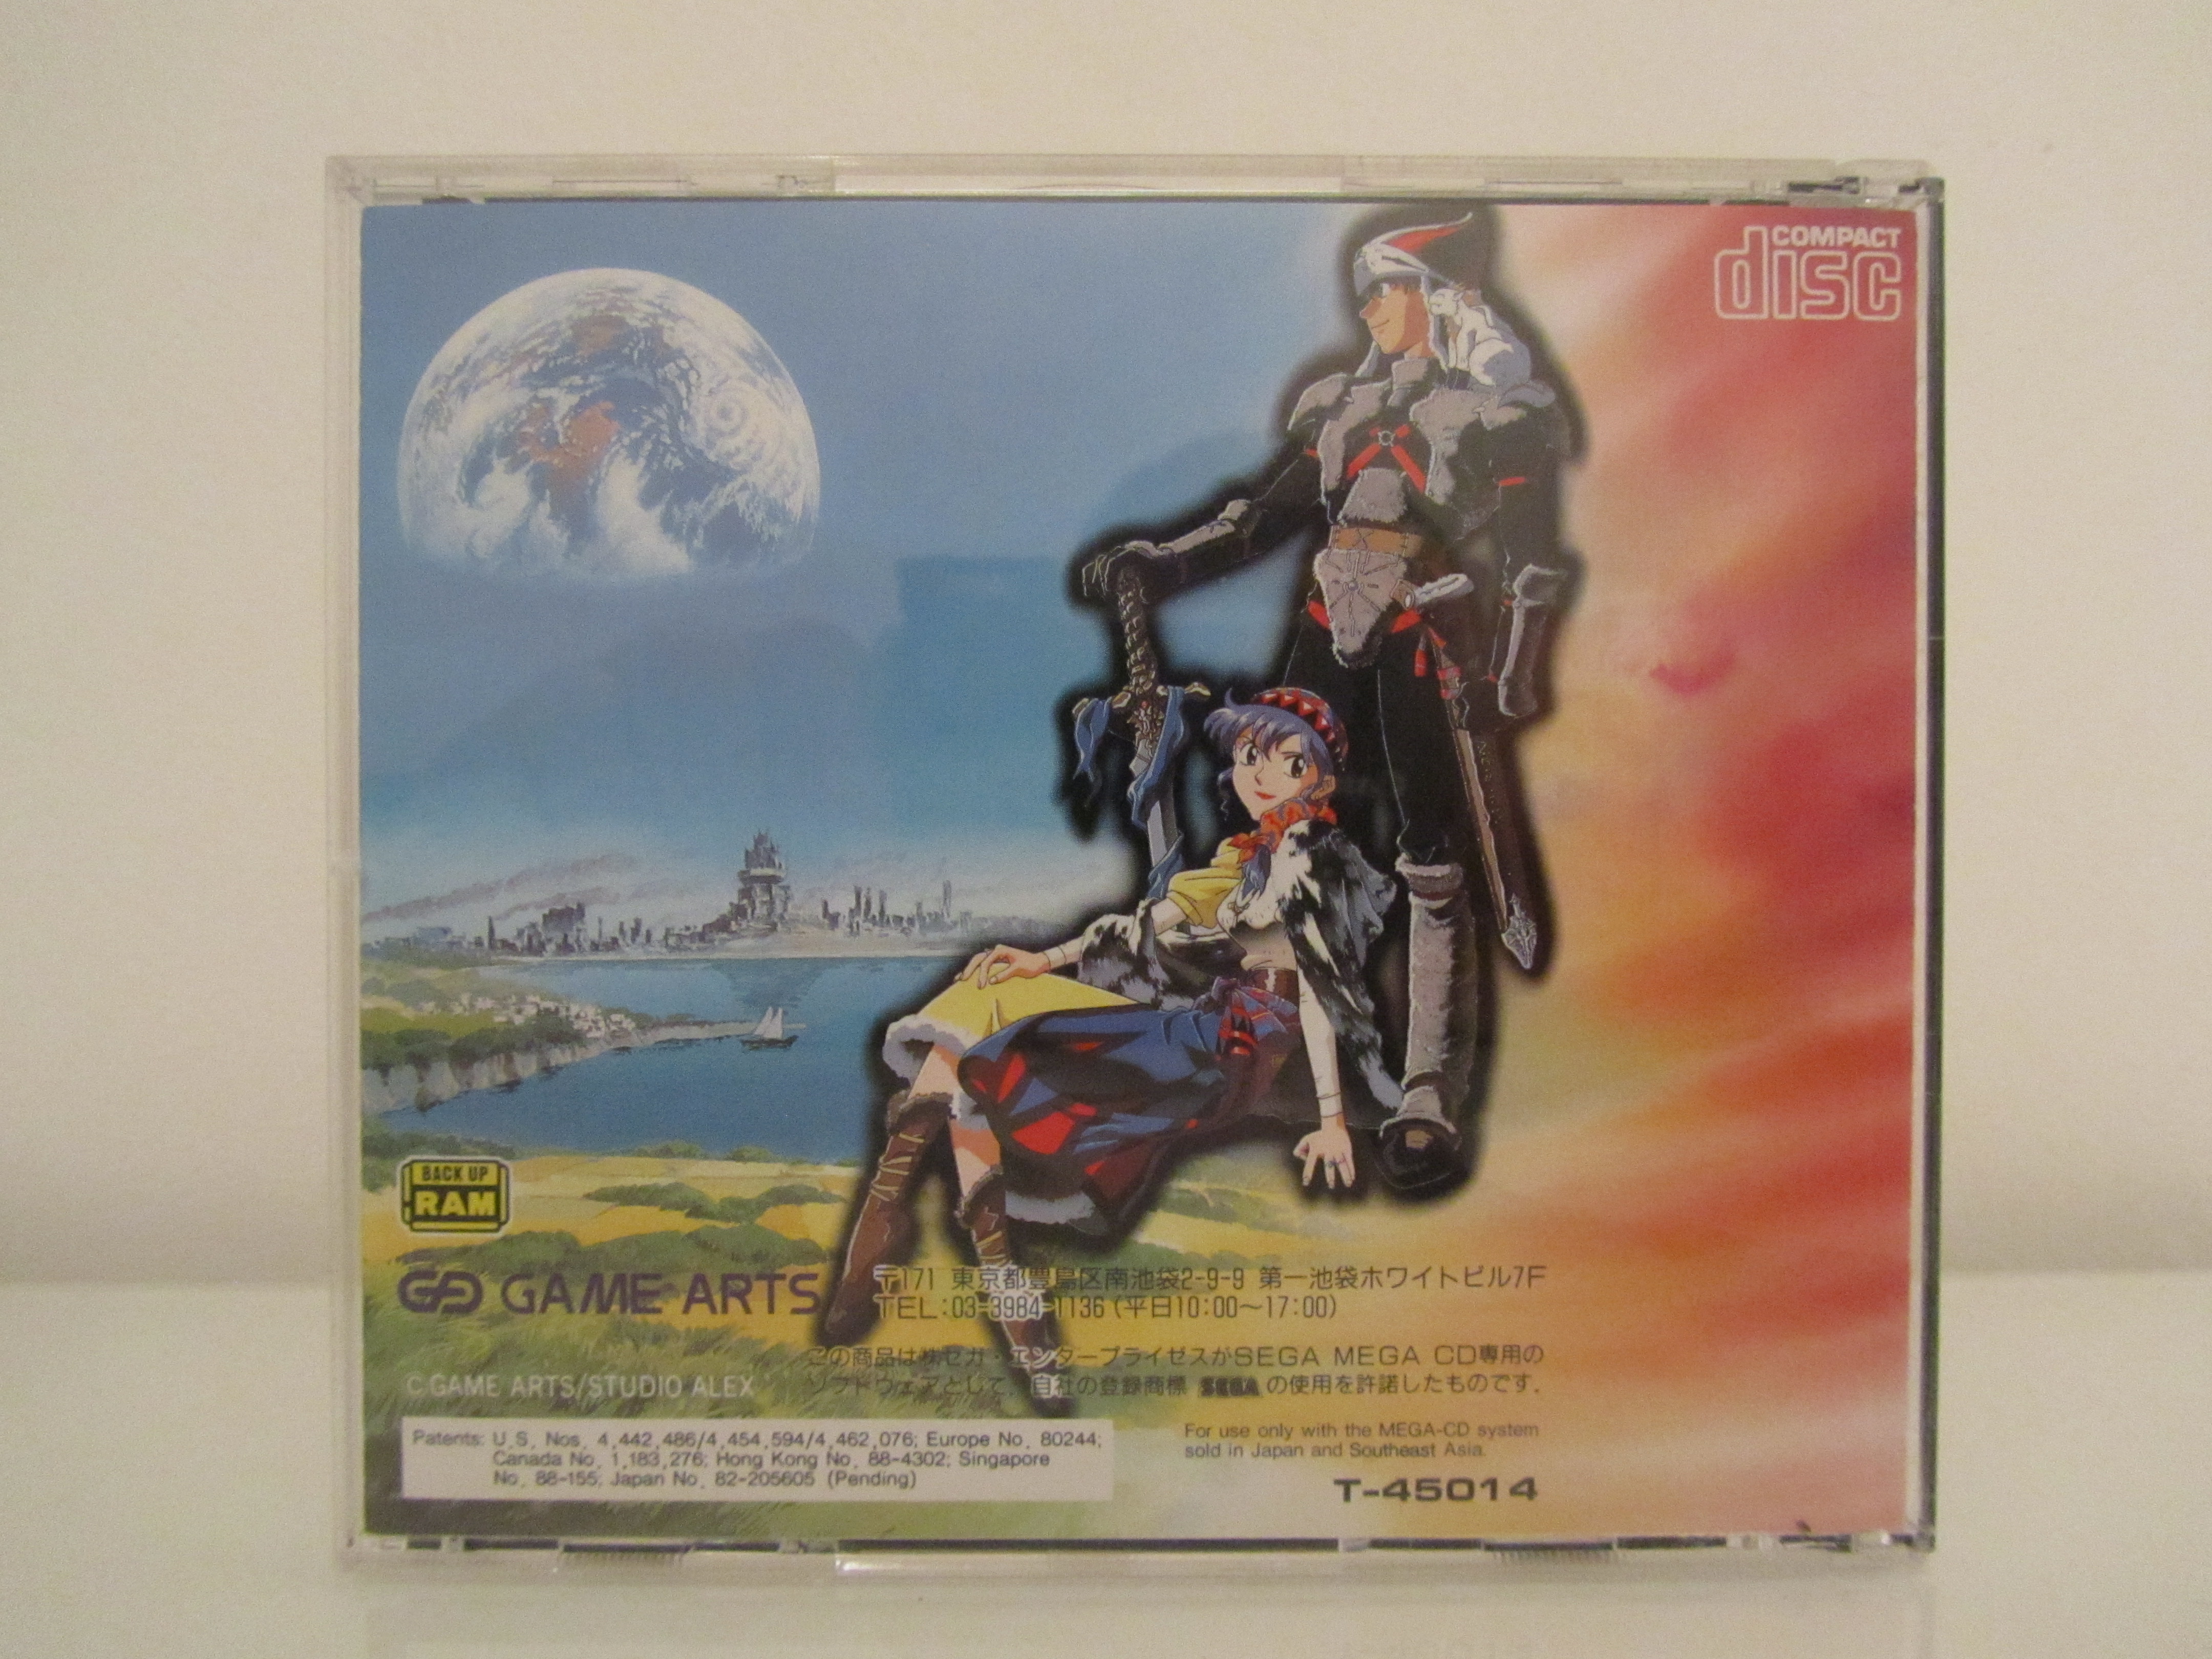 COMPACT
disc
BACK UP
RAM
GAME ARTS
〒171 東京都豊島区南池袋2-9-9 第一池袋ホワイトビル7F
TEL:03-3984-1136(平日10:00~17:00)
この商品は㈱セガ・エンタープライゼスがSEGA MEGA CD専用の
ソフトウェアとして、自社の登録商標 SEGA の使用を許諾したものです。
C GAME ARTS/STUDIO ALEX
Patents: U.S. Nos. 4,442,486/4,454,594/4,462,076; Europe No. 80244;
Canada No. 1,183,276; Hong Kong No. 88-4302; Singapore
No. 88-155; Japan No. 82-205605 (Pending)
For use only with the MEGA-CD system
sold in Japan and Southeast Asia.
T-45014